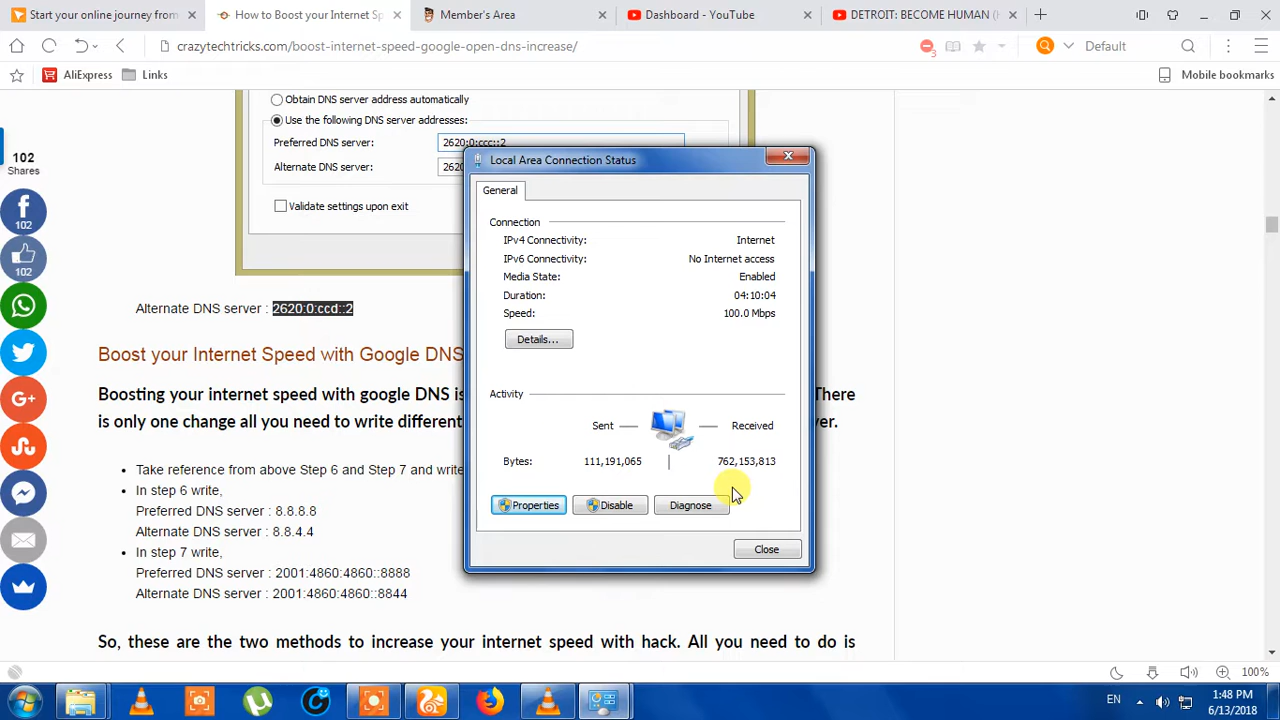 Start your online journey from
How to Boost your Internet Sp
Member's Area
Dashboard - YouTube
DETROIT: BECOME HUMAN (
crazytechtricks.com/boost-internet-speed-google-open-dns-increase/
3
Default
AliExpress
Links
Mobile bookmarks
Obtain DNS server address automatically
Use the following DNS server addresses:
Preferred DNS server:
2620:0:ccc::2
Alternate DNS server:
2620
Validate settings upon exit
102
Shares
102
102
Local Area Connection Status
General
Connection
IPv4 Connectivity: Internet
IPv6 Connectivity: No Internet access
Media State: Enabled
Duration: 04:10:04
Speed: 100.0 Mbps
Details...
Activity
Sent
Received
Bytes: 111,191,065 762,153,813
Properties
Disable
Diagnose
Close
Alternate DNS server : 2620:0:ccd::2
Boost your Internet Speed with Google DNS
Boosting your internet speed with google DNS is There
is only one change all you need to write different ver.
• Take reference from above Step 6 and Step 7 and write
• In step 6 write,
Preferred DNS server : 8.8.8.8
Alternate DNS server : 8.8.4.4
• In step 7 write,
Preferred DNS server : 2001:4860:4860::8888
Alternate DNS server : 2001:4860:4860::8844
So, these are the two methods to increase your internet speed with hack. All you need to do is
100%
EN
1:48 PM
6/13/2018